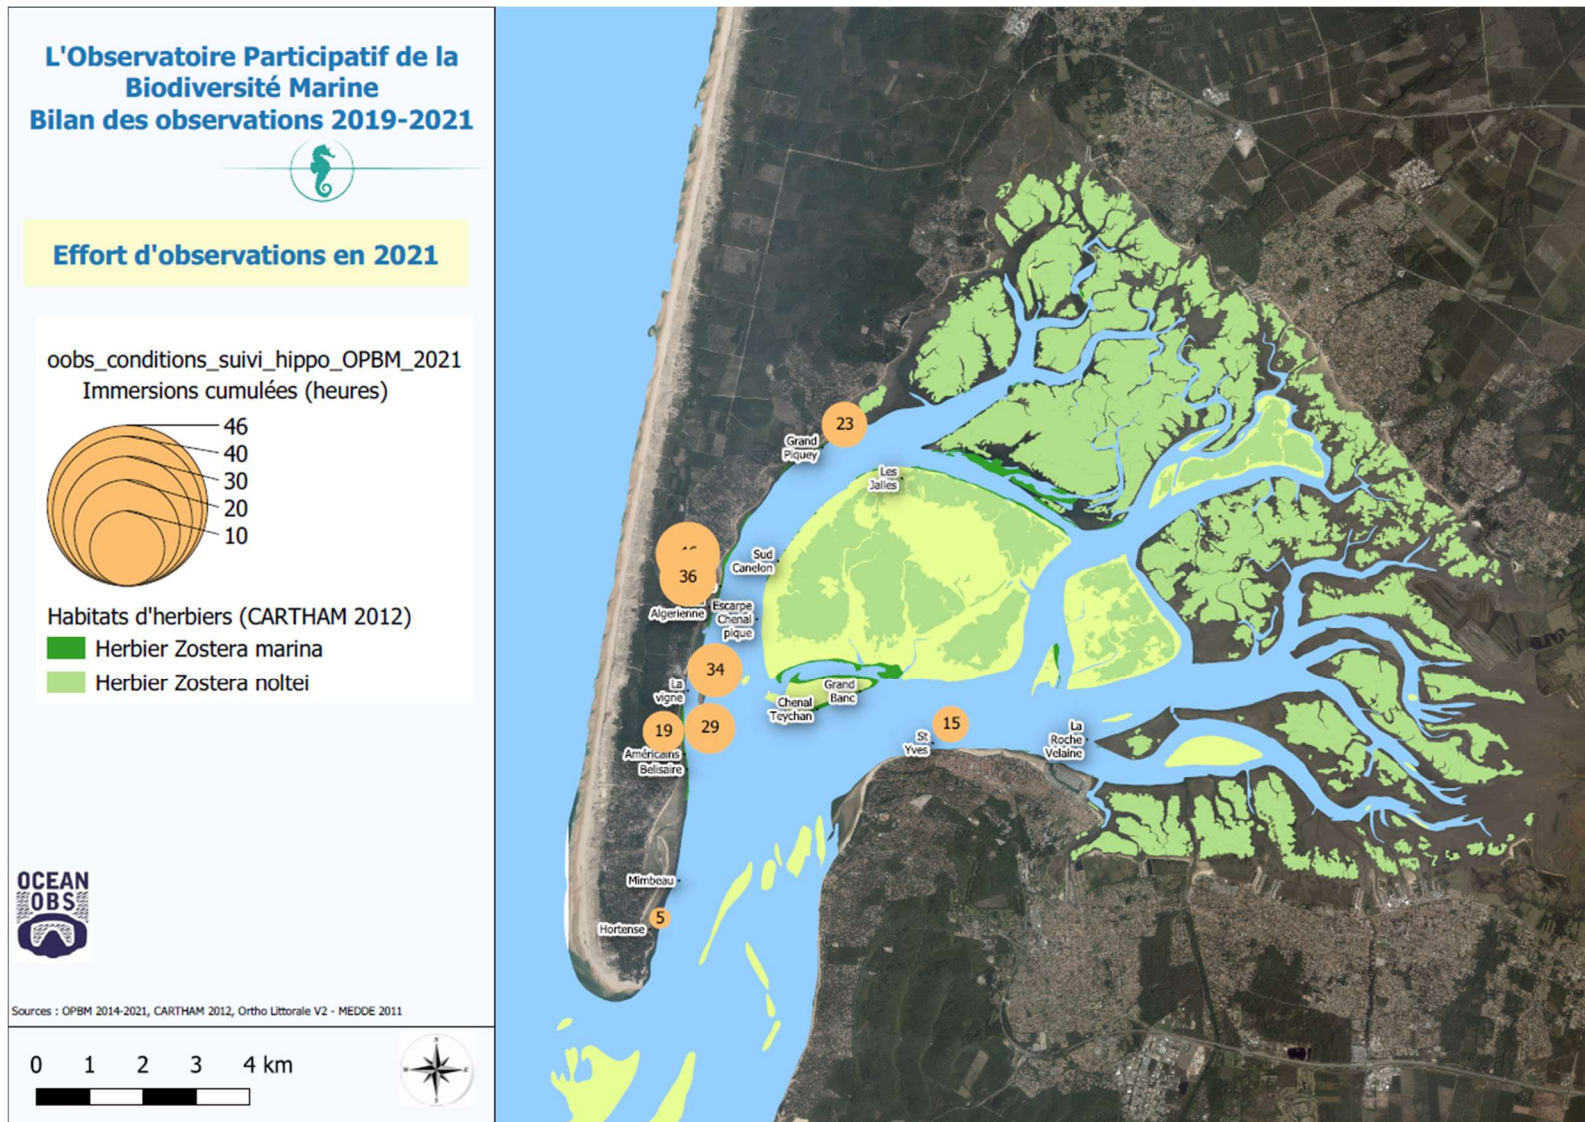 L'Observatoire Participatif de la
Biodiversité Marine
Bilan des observations 2019-2021
Effort d'observations en 2021
oobs_conditions_suivi_hippo_OPBM_2021
Immersions cumulées (heures)
46
40
30
20
10
Habitats d'herbiers (CARTHAM 2012)
Herbier Zostera marina
Herbier Zostera noltei
OCEAN
OBS
Sources : OPBM 2014-2021, CARTHAM 2012, Ortho Littorale V2 - MEDDE 2011
0 1 2 3 4 km
23
Grand
Piquey
Les
Jalles
36
Sud
Canelon
Algerienne
Escarpe
Chenal
pique
34
La
vigne
Grand
Banc
Chenal
Teychan
19
29
Américains
Belisaire
15
St
Yves
La
Roche
Velaine
Mimbeau
5
Hortense